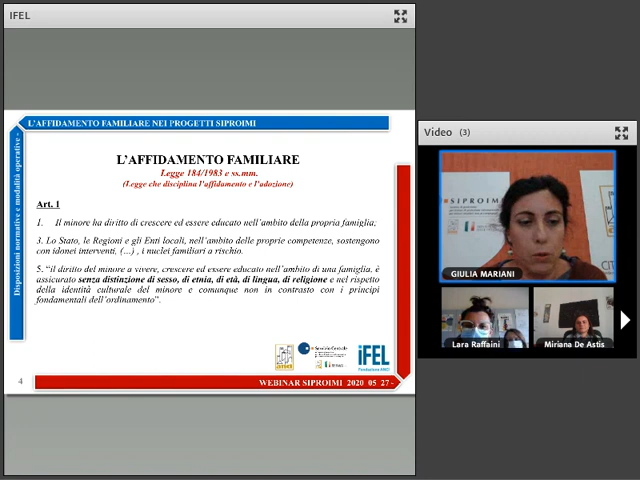 IFEL
L'AFFIDAMENTO FAMILIARE NEI PROGETTI SIPROIMI
Disposizioni normative e modalità operative -
L'AFFIDAMENTO FAMILIARE
Legge 184/1983 e ss.mm.
(Legge che disciplina l'affidamento e l'adozione)
Art. 1
1. Il minore ha diritto di crescere ed essere educato nell'ambito della propria famiglia;
3. Lo Stato, le Regioni e gli Enti locali, nell'ambito delle proprie competenze, sostengono
con idonei interventi, (…) , i nuclei familiari a rischio.
5. "il diritto del minore a vivere, crescere ed essere educato nell'ambito di una famiglia, è
assicurato senza distinzione di sesso, di etnia, di età, di lingua, di religione e nel rispetto
della identità culturale del minore e comunque non in contrasto con i principi
fondamentali dell'ordinamento".
Servizio Centrale
iFEL
Fondazione ANCI
4
WEBINAR SIPROIMI 2020_05_27 -
Video (3)
SIPROIMI
GIULIA MARIANI
Lara Raffaini
Miriana De Astis